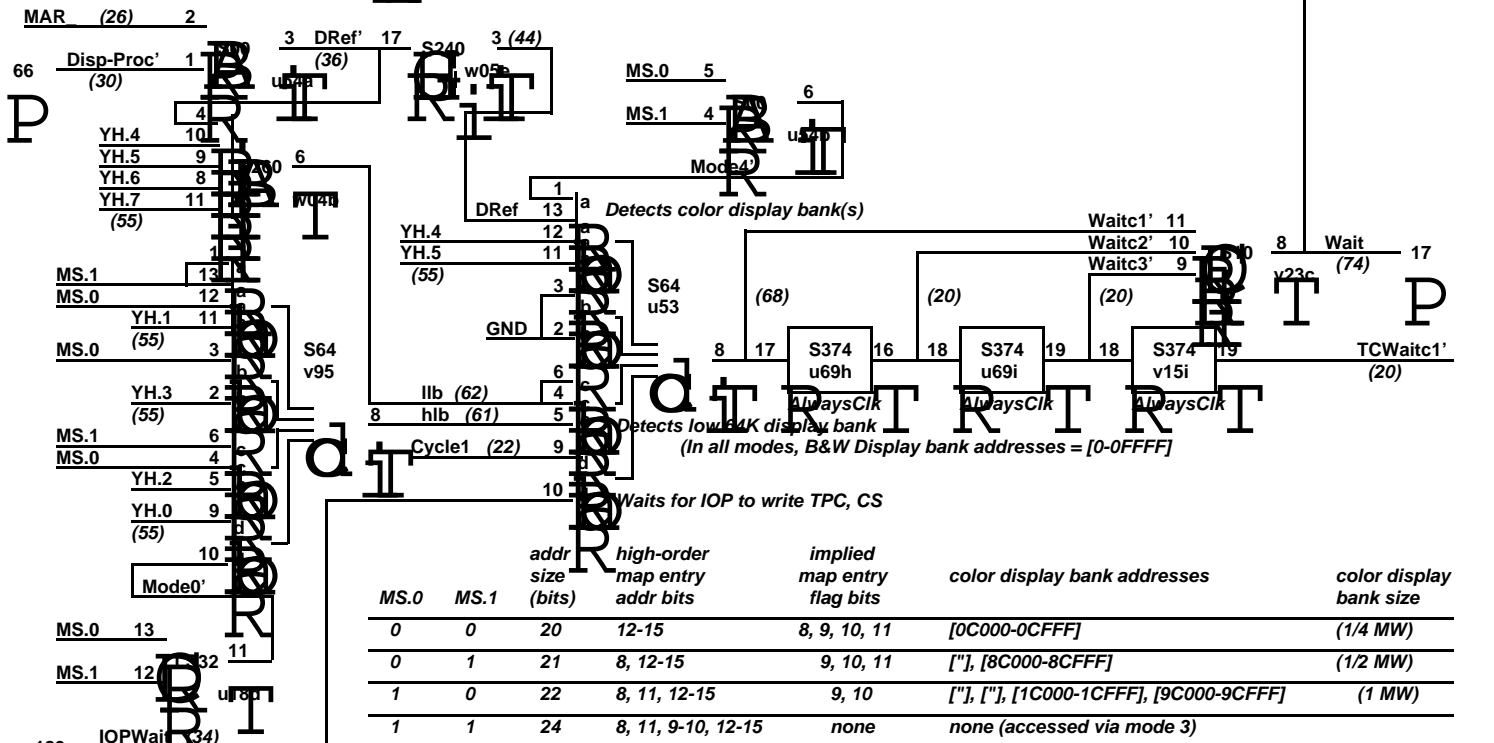 MAR_ (26) 2
3 DRef' 17
3 (44)
Disp-Proc' 1
(30)
(36)
S240
w05e
66
P
4
MS.0 5
MS.1 4
6
Mode4'
YH.4 10
YH.5 9
YH.6 8
YH.7 11
(55)
6
w04b
1
DRef 13
a
Detects color display bank(s)
YH.4 12
YH.5 11
(55)
S64
u53
3
GND 2
6
4
IIb (62)
8 hIb (61) 5
Cycle1 (22) 9
10
Detects low 64K display bank
(In all modes, B&W Display bank addresses = [0-0FFFF]
Waits for IOP to write TPC, CS
1
MS.1 13
MS.0 12
YH.1 11
(55)
MS.0 3
YH.3 2
(55)
MS.1 6
MS.0 4
YH.2 5
YH.0 9
(55)
10
Mode0'
S64
v95
MS.0 13
MS.1 12
11
u18d
IOPWait (34)
Waitc1' 11
Waitc2' 10
Waitc3' 9
8 Wait 17
(74)
v23c
T
P
(68)
(20)
(20)
8 17 S374 16 18 S374 19 18 S374 19 TCWaitc1'
u69h u69i v15i (20)
AlwaysClk AlwaysClk AlwaysClk
MS.0 MS.1 addr size (bits) high-order map entry addr bits implied map entry flag bits color display bank addresses color display bank size
0 0 20 12-15 8, 9, 10, 11 [0C000-0CFFF] (1/4 MW)
0 1 21 8, 12-15 9, 10, 11 ["], [8C000-8CFFF] (1/2 MW)
1 0 22 8, 11, 12-15 9, 10 ["], ["], [1C000-1CFFF], [9C000-9CFFF] (1 MW)
1 1 24 8, 11, 9-10, 12-15 none none (accessed via mode 3)